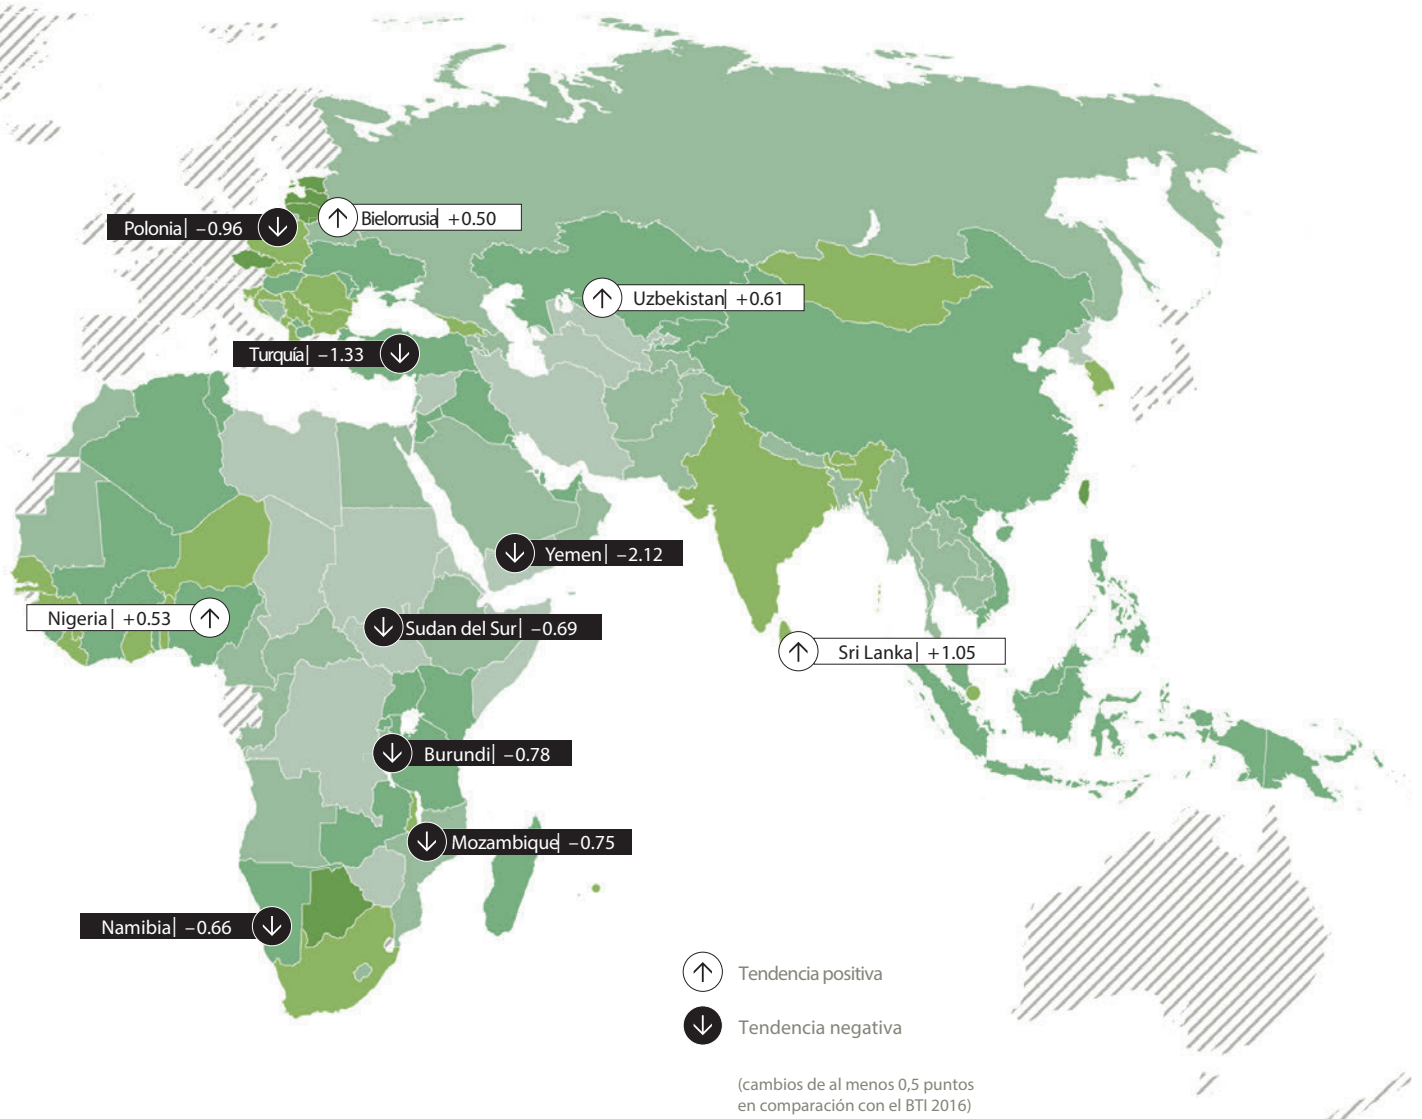 Polonia| −0.96
Bielorrusia| +0.50
Uzbekistan| +0.61
Turquía| −1.33
Yemen| −2.12
Nigeria| +0.53
Sudan del Sur| −0.69
Sri Lanka| +1.05
Burundi| −0.78
Mozambique| −0.75
Namibia| −0.66
Tendencia positiva
Tendencia negativa
(cambios de al menos 0,5 puntos
en comparación con el BTI 2016)